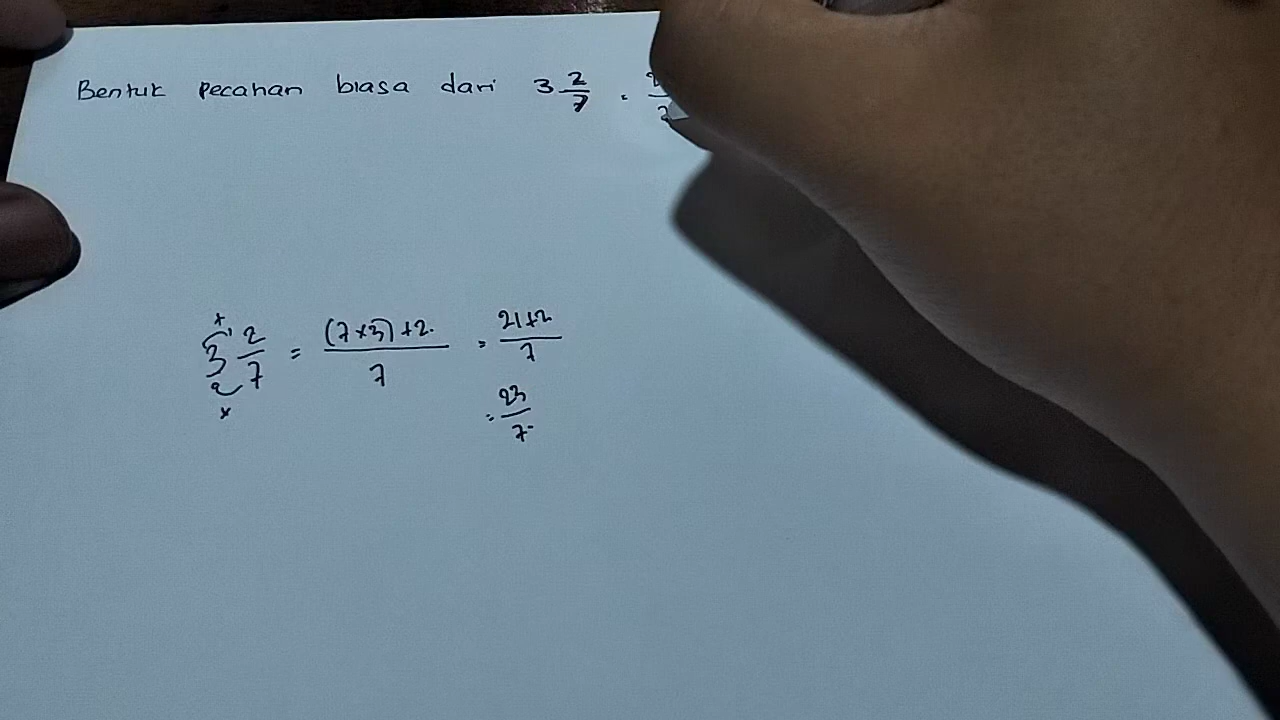 Bentuk pecahan biasa dari 3 2/7 =
3 2/7 = (7×3)+2/7 = 21+2/7
= 23/7